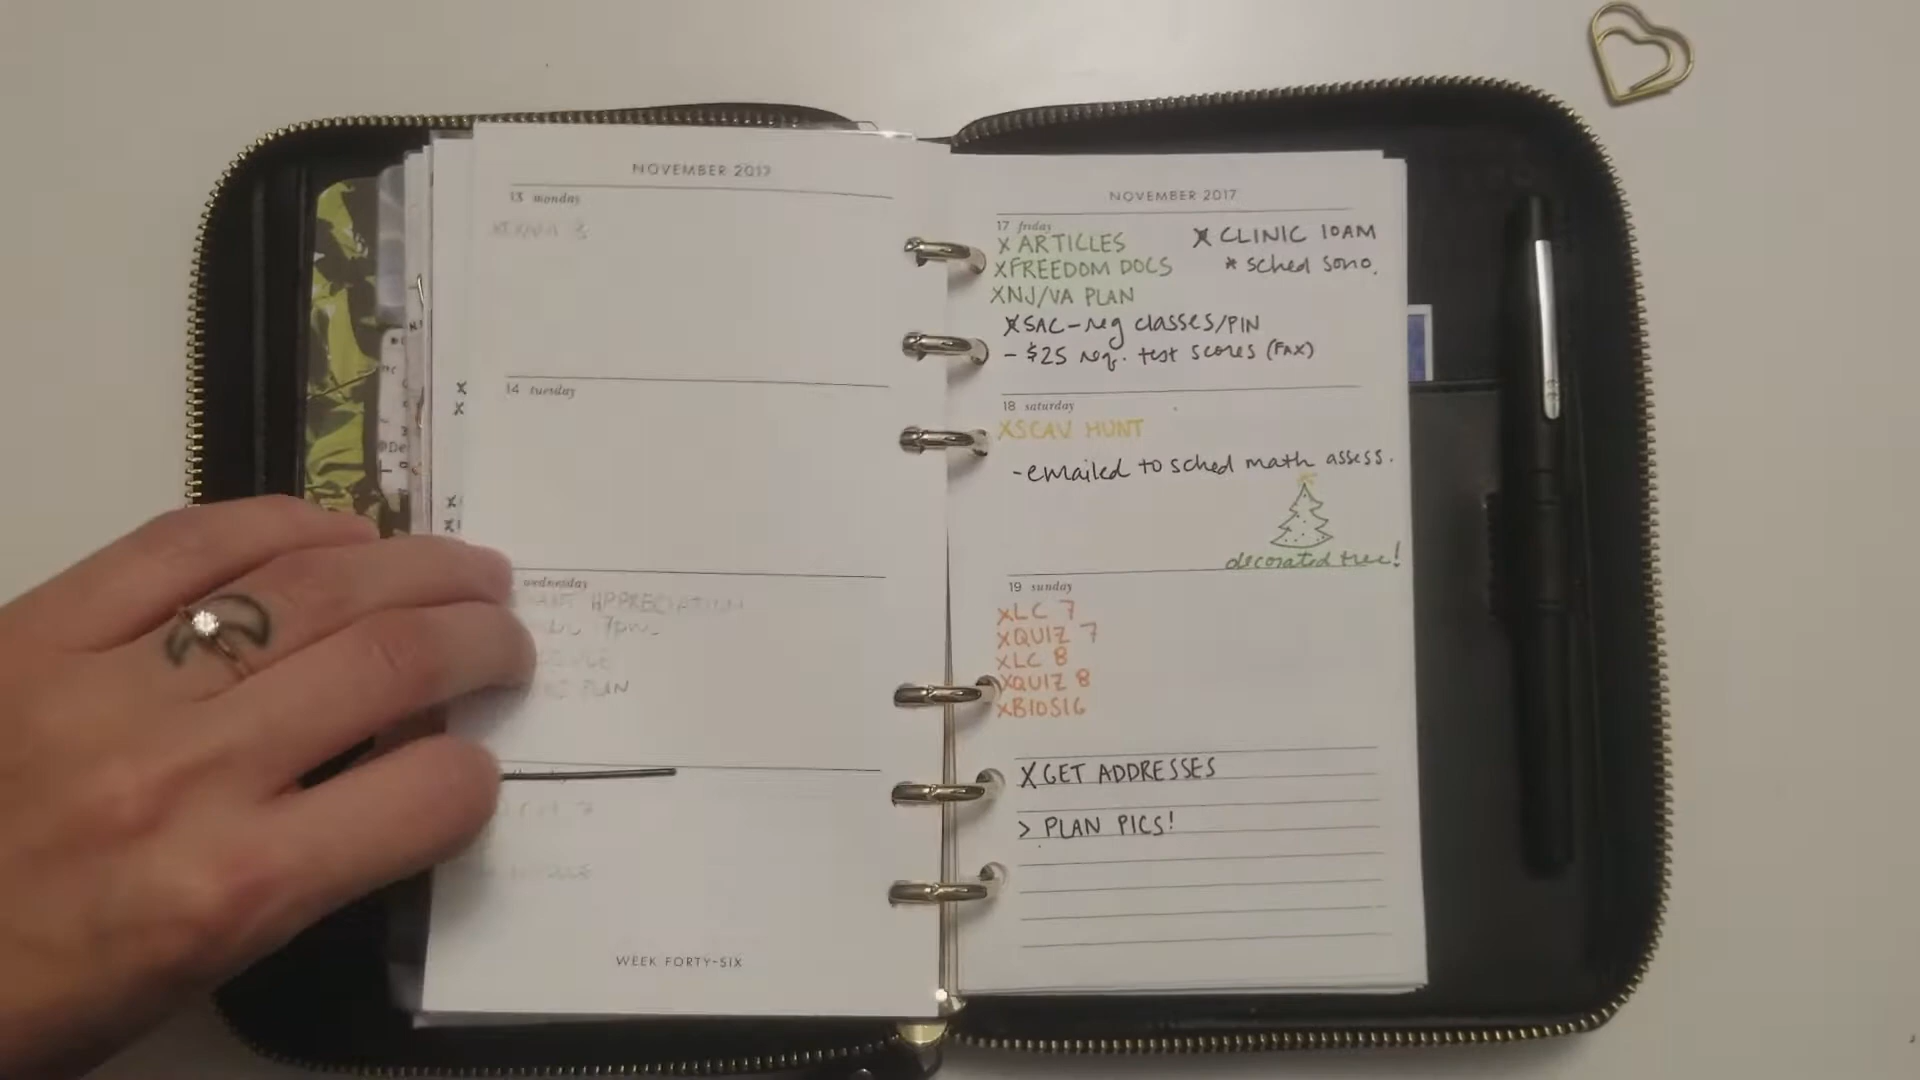 NOVEMBER 2017
13 monday
14 tuesday
wednesday
APPRECIATION
7pm
PLAN
WEEK FORTY-SIX
NOVEMBER 2017
17 friday
X ARTICLES
XFREEDOM DOCS
XNJ/VA PLAN
X CLINIC 10AM
* sched sono.
XSAC-reg classes/PIN
- $25 req. test scores (FAX)
18 saturday
XSCAV HUNT
-emailed to sched math assess.
decorated tree!
19 sunday
XLC 7
XQUIZ 7
XLC 8
XQUIZ 8
XBIOSIG
X GET ADDRESSES
> PLAN PICS!